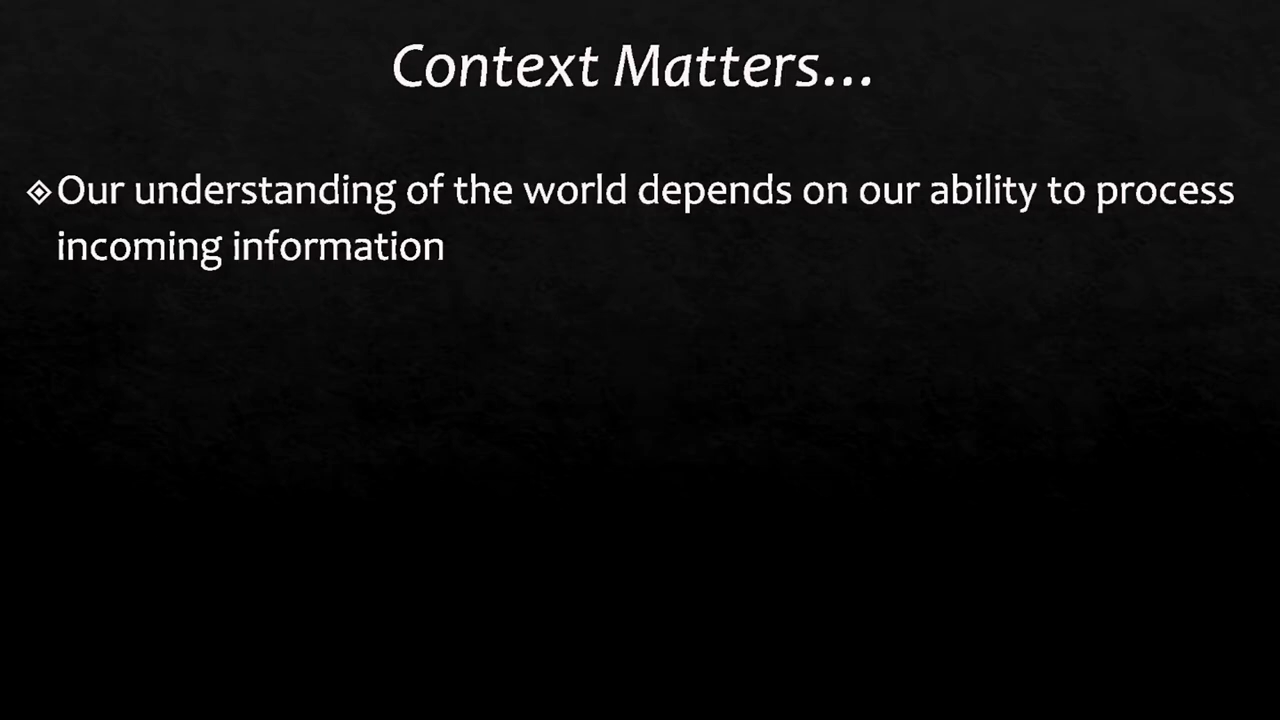 Context Matters...
Our understanding of the world depends on our ability to process
incoming information